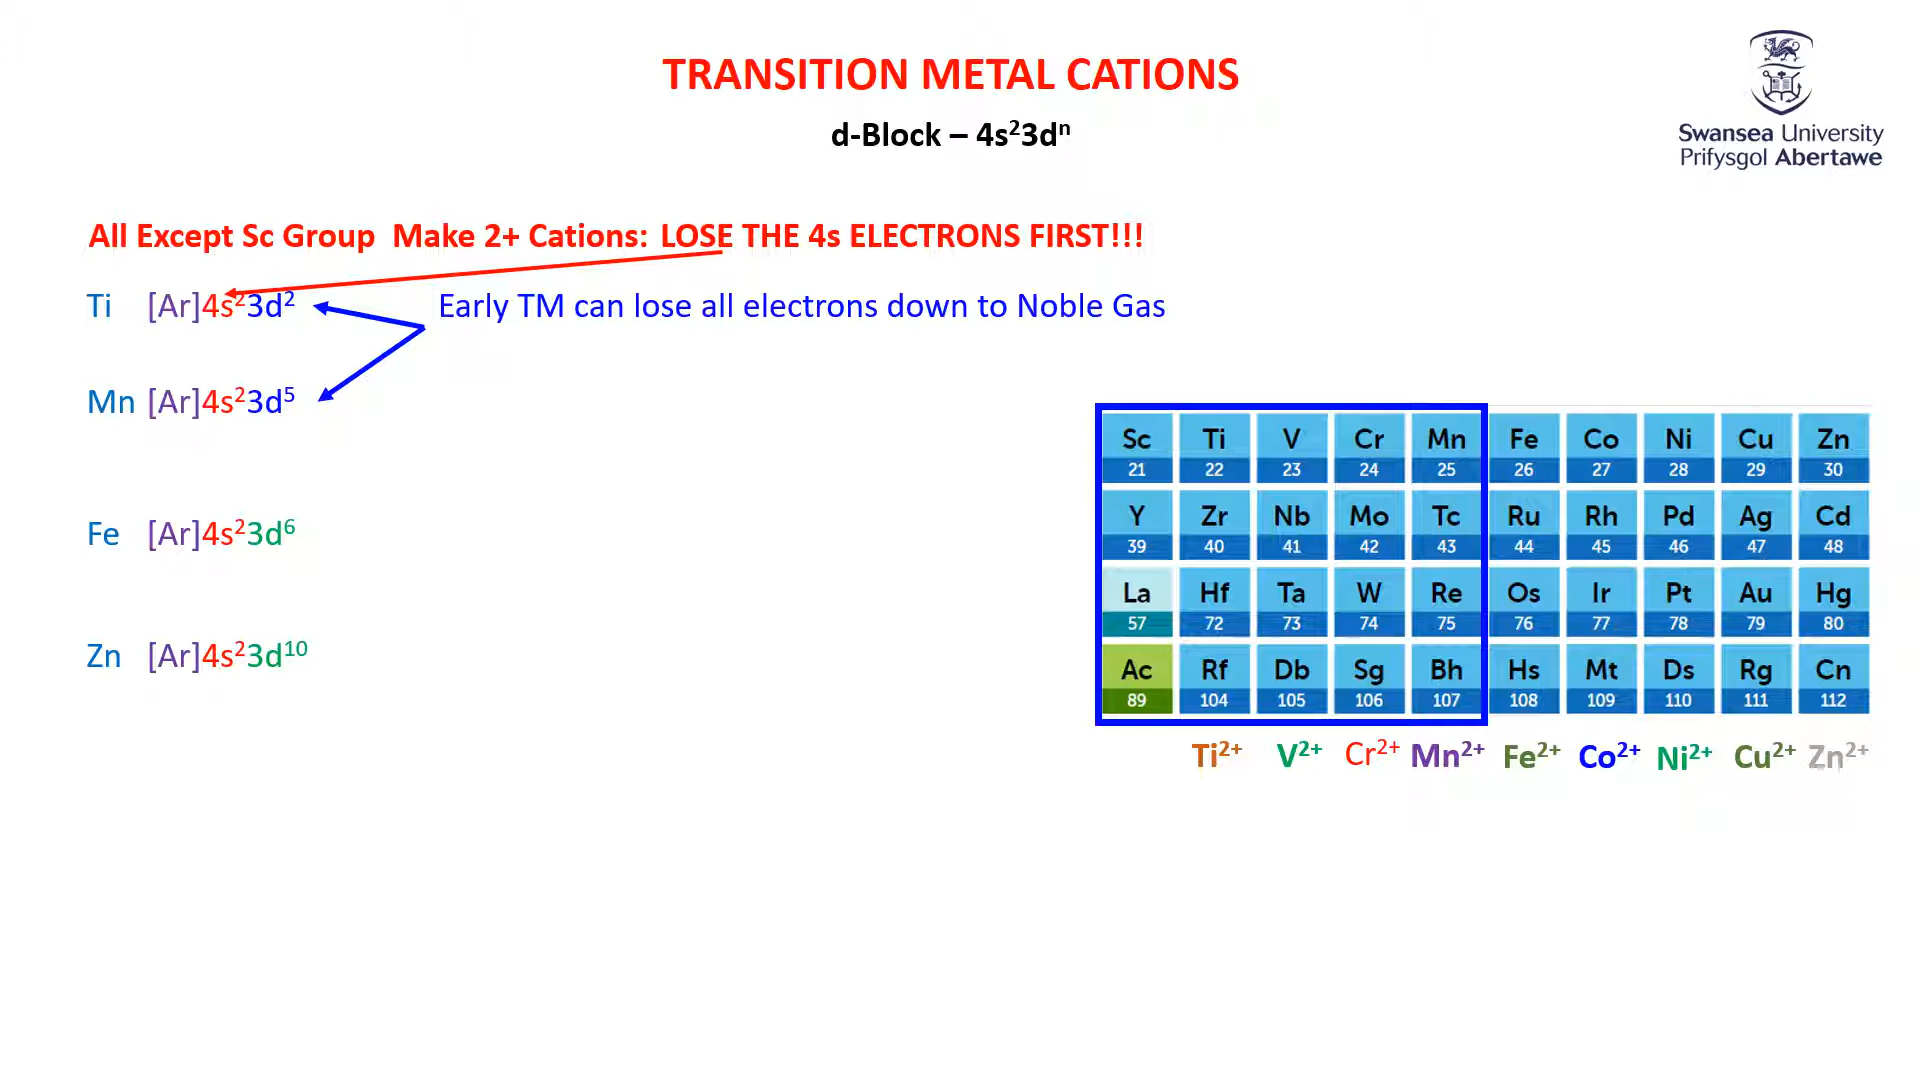 TRANSITION METAL CATIONS
d-Block – 4s²3dⁿ
Swansea University
Prifysgol Abertawe
All Except Sc Group Make 2+ Cations: LOSE THE 4s ELECTRONS FIRST!!!
Ti [Ar]4s²3d² Early TM can lose all electrons down to Noble Gas
Mn [Ar]4s²3d⁵
Fe [Ar]4s²3d⁶
Zn [Ar]4s²3d¹⁰
Sc Ti V Cr Mn Fe Co Ni Cu Zn
21 22 23 24 25 26 27 28 29 30
Y Zr Nb Mo Tc Ru Rh Pd Ag Cd
39 40 41 42 43 44 45 46 47 48
La Hf Ta W Re Os Ir Pt Au Hg
57 72 73 74 75 76 77 78 79 80
Ac Rf Db Sg Bh Hs Mt Ds Rg Cn
89 104 105 106 107 108 109 110 111 112
Ti²⁺ V²⁺ Cr²⁺ Mn²⁺ Fe²⁺ Co²⁺ Ni²⁺ Cu²⁺ Zn²⁺